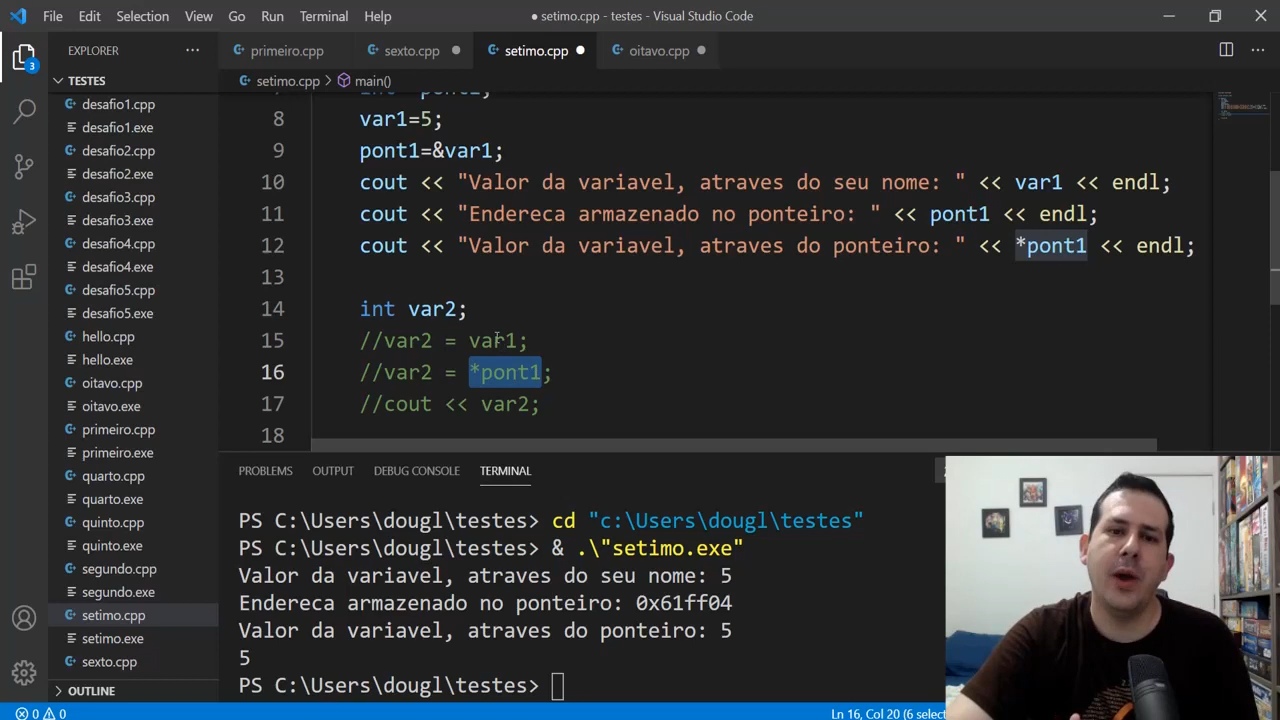 File Edit Selection View Go Run Terminal Help
● setimo.cpp - testes - Visual Studio Code
EXPLORER
primeiro.cpp sexto.cpp setimo.cpp oitavo.cpp
3
TESTES
setimo.cpp main()
desafio1.cpp
desafio1.exe
desafio2.cpp
desafio2.exe
desafio3.cpp
desafio3.exe
desafio4.cpp
desafio4.exe
desafio5.cpp
desafio5.exe
hello.cpp
hello.exe
oitavo.cpp
oitavo.exe
primeiro.cpp
primeiro.exe
quarto.cpp
quarto.exe
quinto.cpp
quinto.exe
segundo.cpp
segundo.exe
setimo.cpp
setimo.exe
sexto.cpp
OUTLINE
8 var1=5;
9 pont1=&var1;
10 cout << "Valor da variavel, atraves do seu nome: " << var1 << endl;
11 cout << "Endereca armazenado no ponteiro: " << pont1 << endl;
12 cout << "Valor da variavel, atraves do ponteiro: " << *pont1 << endl;
13
14 int var2;
15 //var2 = var1;
16 //var2 = *pont1;
17 //cout << var2;
18
PROBLEMS OUTPUT DEBUG CONSOLE TERMINAL
PS C:\Users\dougl\testes> cd "c:\Users\dougl\testes"
PS C:\Users\dougl\testes> & .\"setimo.exe"
Valor da variavel, atraves do seu nome: 5
Endereca armazenado no ponteiro: 0x61ff04
Valor da variavel, atraves do ponteiro: 5
5
PS C:\Users\dougl\testes>
0 0 Ln 16, Col 20 (6 selec